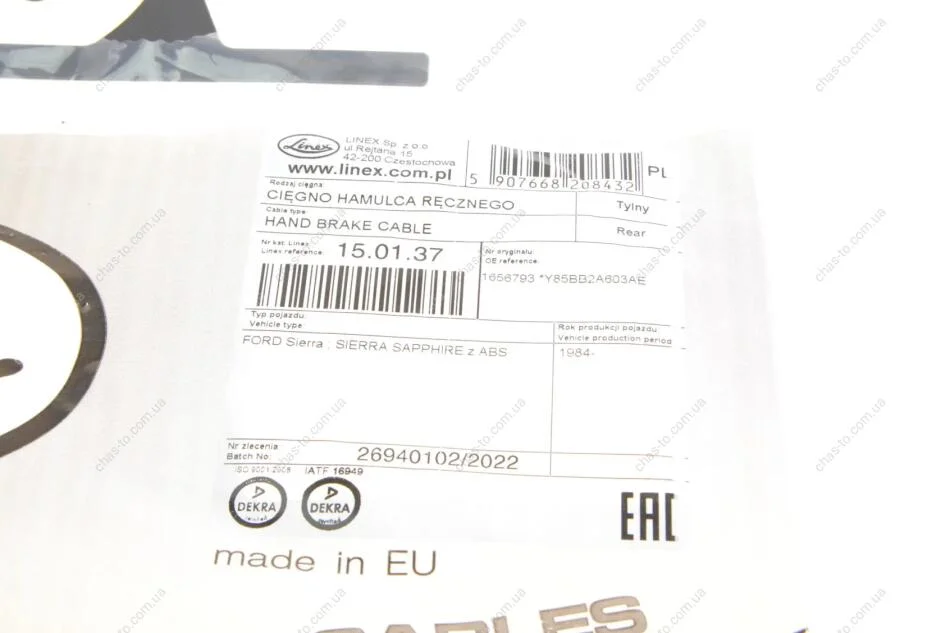 Linex
LINEX Sp. z o.o
ul Rejtana 15
42-200 Częstochowa
www.linex.com.pl
5 907668 208432
PL
Rodzaj cięgna:
CIĘGNO HAMULCA RĘCZNEGO
Tylny
Cable type:
HAND BRAKE CABLE
Rear
Nr kat. Linex
Linex reference:
15.01.37
Nr oryginału:
OE reference:
1656793 *Y85BB2A603AE
Typ pojazdu:
Vehicle type:
Rok produkcji pojazdu:
Vehicle production period
FORD Sierra ; SIERRA SAPPHIRE z ABS
1984-
Nr zlecenia
Batch No:
26940102/2022
ISO 9001:2008 IATF 16949
DEKRA
DEKRA
EAC
made in EU
CABLES
chas-to.com.ua